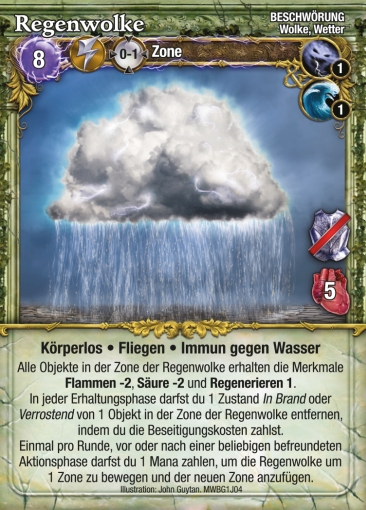 Regenwolke
BESCHWÖRUNG
Wolke, Wetter
8
0-1
Zone
1
1
5
Körperlos • Fliegen • Immun gegen Wasser
Alle Objekte in der Zone der Regenwolke erhalten die Merkmale
Flammen -2, Säure -2 und Regenerieren 1.
In jeder Erhaltungsphase darfst du 1 Zustand In Brand oder
Verrostend von 1 Objekt in der Zone der Regenwolke entfernen,
indem du die Beseitigungskosten zahlst.
Einmal pro Runde, vor oder nach einer beliebigen befreundeten
Aktionsphase darfst du 1 Mana zahlen, um die Regenwolke um
1 Zone zu bewegen und der neuen Zone anzufügen.
Illustration: John Guytan. MWBG1J04